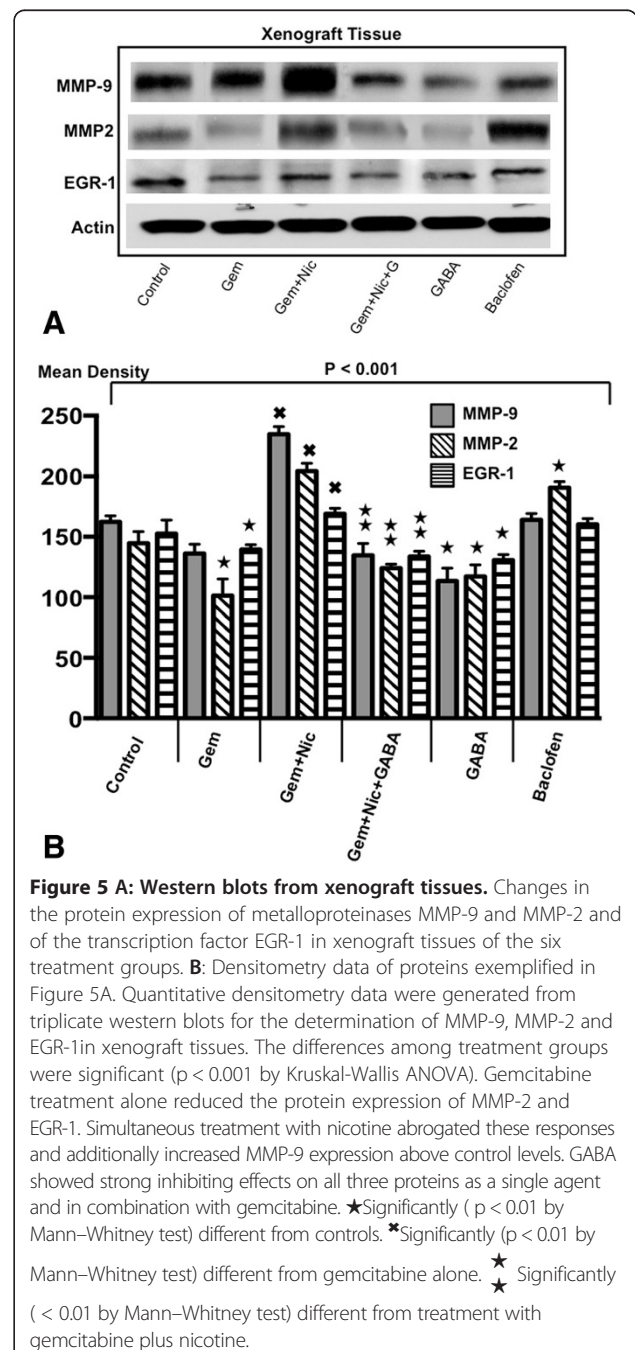 Xenograft Tissue
MMP-9
MMP2
EGR-1
Actin
Control
Gem
Gem+Nic
Gem+Nic+G
GABA
Baclofen
A
Mean Density
P < 0.001
250
200
150
100
50
0
MMP-9
MMP-2
EGR-1
✖
✖
✖
★
★
★
★
★
★
★
★
★
★
★
★
Control
Gem
Gem+Nic
Gem+Nic+GABA
GABA
Baclofen
B
Figure 5 A: Western blots from xenograft tissues. Changes in
the protein expression of metalloproteinases MMP-9 and MMP-2 and
of the transcription factor EGR-1 in xenograft tissues of the six
treatment groups. B: Densitometry data of proteins exemplified in
Figure 5A. Quantitative densitometry data were generated from
triplicate western blots for the determination of MMP-9, MMP-2 and
EGR-1in xenograft tissues. The differences among treatment groups
were significant (p < 0.001 by Kruskal-Wallis ANOVA). Gemcitabine
treatment alone reduced the protein expression of MMP-2 and
EGR-1. Simultaneous treatment with nicotine abrogated these responses
and additionally increased MMP-9 expression above control levels. GABA
showed strong inhibiting effects on all three proteins as a single agent
and in combination with gemcitabine. ★Significantly ( p < 0.01 by
Mann–Whitney test) different from controls. ✖Significantly (p < 0.01 by
Mann–Whitney test) different from gemcitabine alone. ★★ Significantly
( < 0.01 by Mann–Whitney test) different from treatment with
gemcitabine plus nicotine.